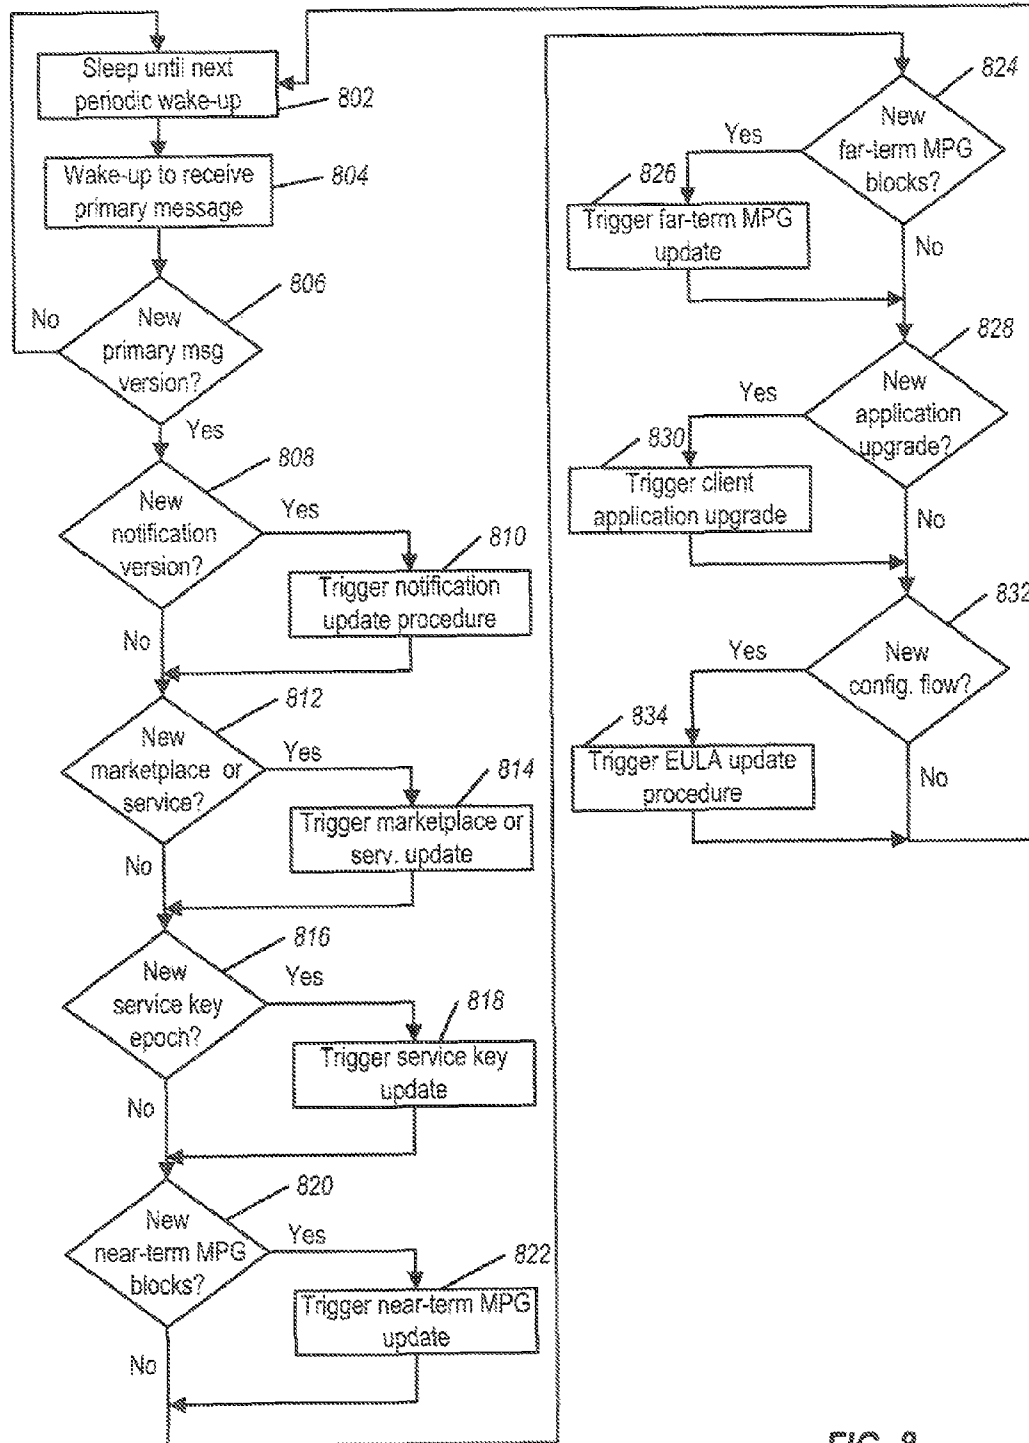 Sleep until next
periodic wake-up
802
Wake-up to receive
primary message
804
806
No
New
primary msg
version?
Yes
808
New
notification
version?
Yes
810
Trigger notification
update procedure
No
812
New
marketplace or
service?
Yes
814
Trigger marketplace or
serv. update
No
816
New
service key
epoch?
Yes
818
Trigger service key
update
No
820
New
near-term MPG
blocks?
Yes
822
Trigger near-term MPG
update
No
824
New
far-term MPG
blocks?
Yes
826
Trigger far-term MPG
update
No
828
New
application
upgrade?
Yes
830
Trigger client
application upgrade
No
832
New
config. flow?
Yes
834
Trigger EULA update
procedure
No
FIG. 8